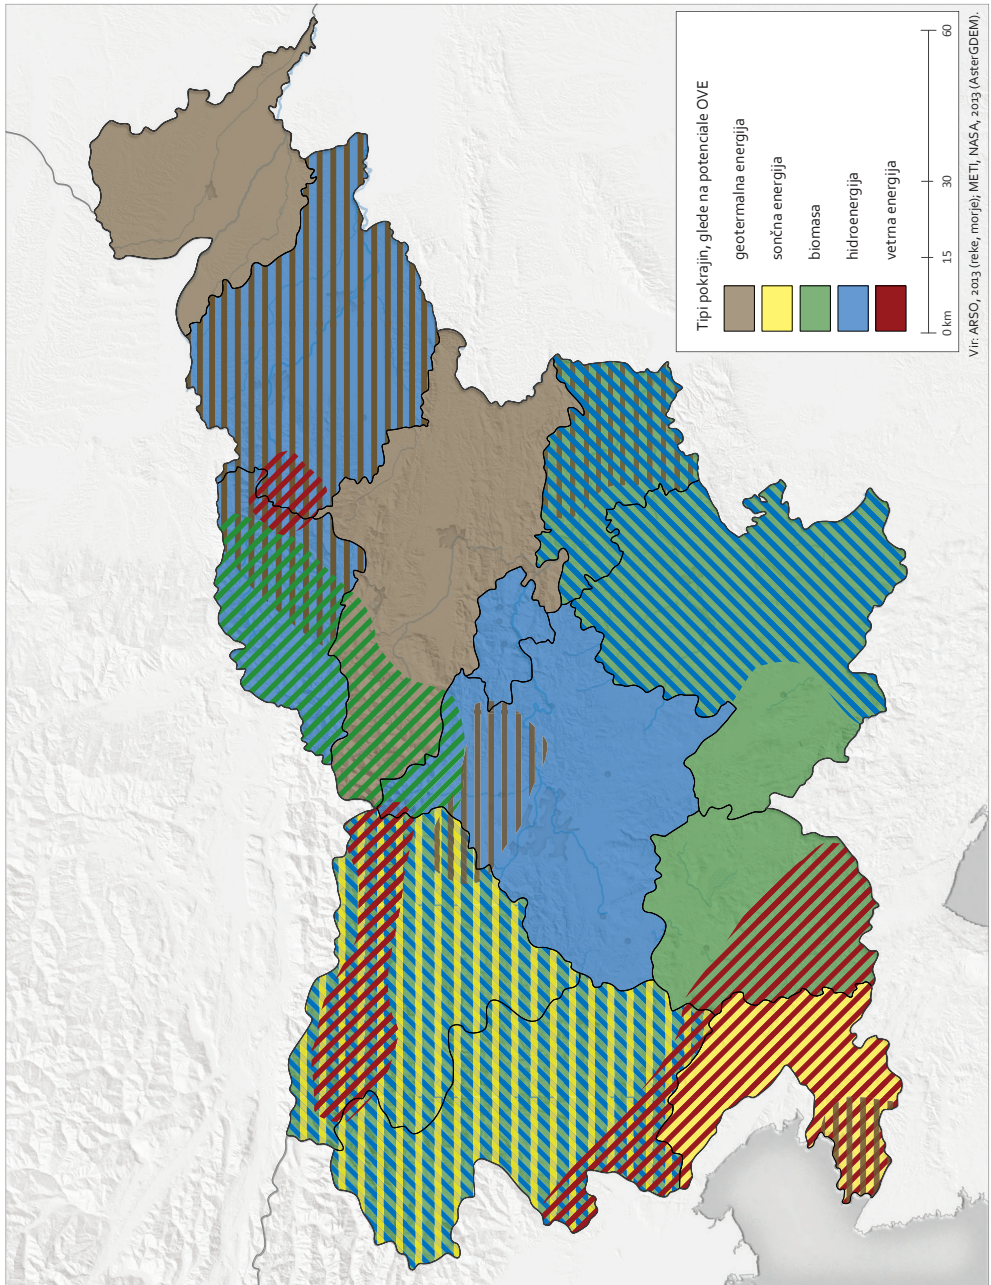 Tipi pokrajin, glede na potenciale OVE
geotermalna energija
sončna energija
biomasa
hidroenergija
vetrna energija
0 km 15 30 60
Vir: ARSO, 2013 (reke, morje); METI, NASA, 2013 (AsterGDEM).